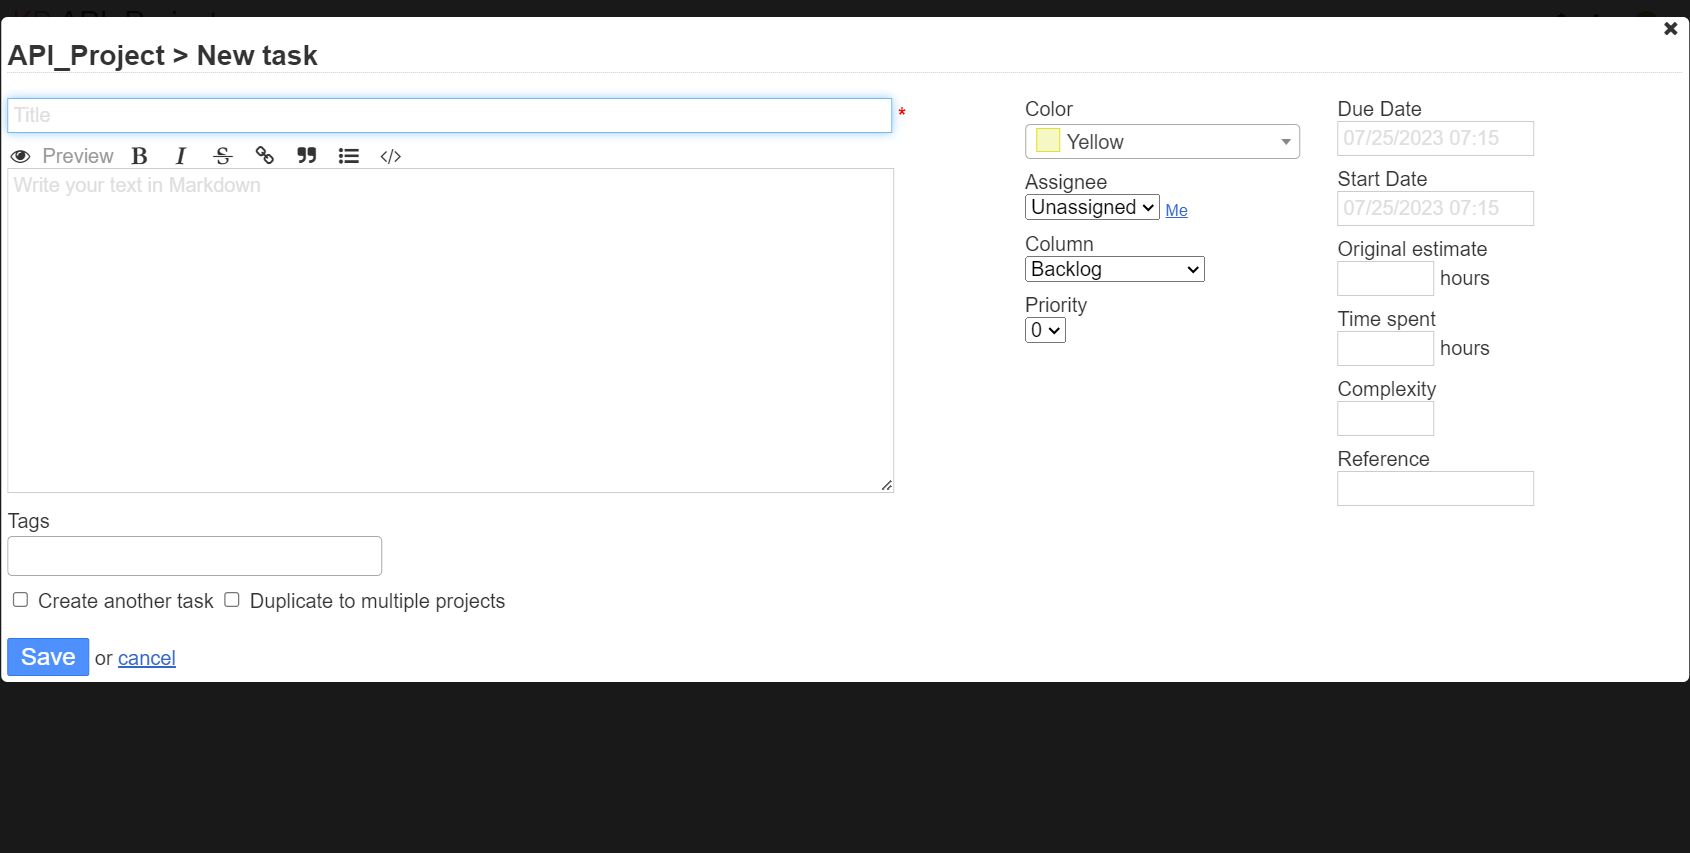 API_Project > New task
Title *
Preview B I S </>
Write your text in Markdown
Tags
Create another task Duplicate to multiple projects
Save or cancel
Color
Yellow
Assignee
Unassigned Me
Column
Backlog
Priority
0
Due Date
07/25/2023 07:15
Start Date
07/25/2023 07:15
Original estimate
hours
Time spent
hours
Complexity
Reference